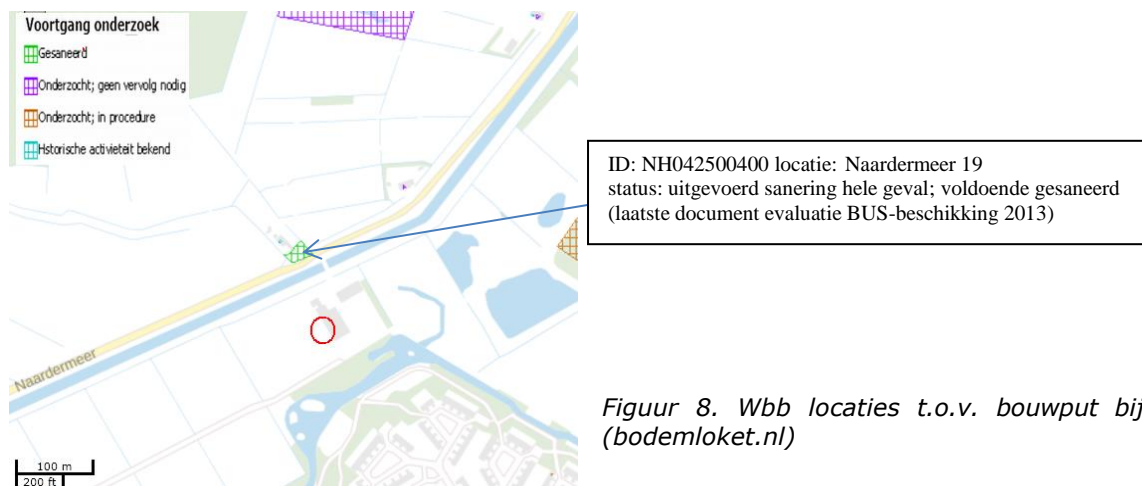 Voortgang onderzoek
Gesaneerd
Onderzocht; geen vervolg nodig
Onderzocht; in procedure
Hstorische activieteit bekend
Naardermeer
100 m
200 ft
ID: NH042500400 locatie: Naardermeer 19
status: uitgevoerd sanering hele geval; voldoende gesaneerd
(laatste document evaluatie BUS-beschikking 2013)
Figuur 8. Wbb locaties t.o.v. bouwput bij
(bodemloket.nl)